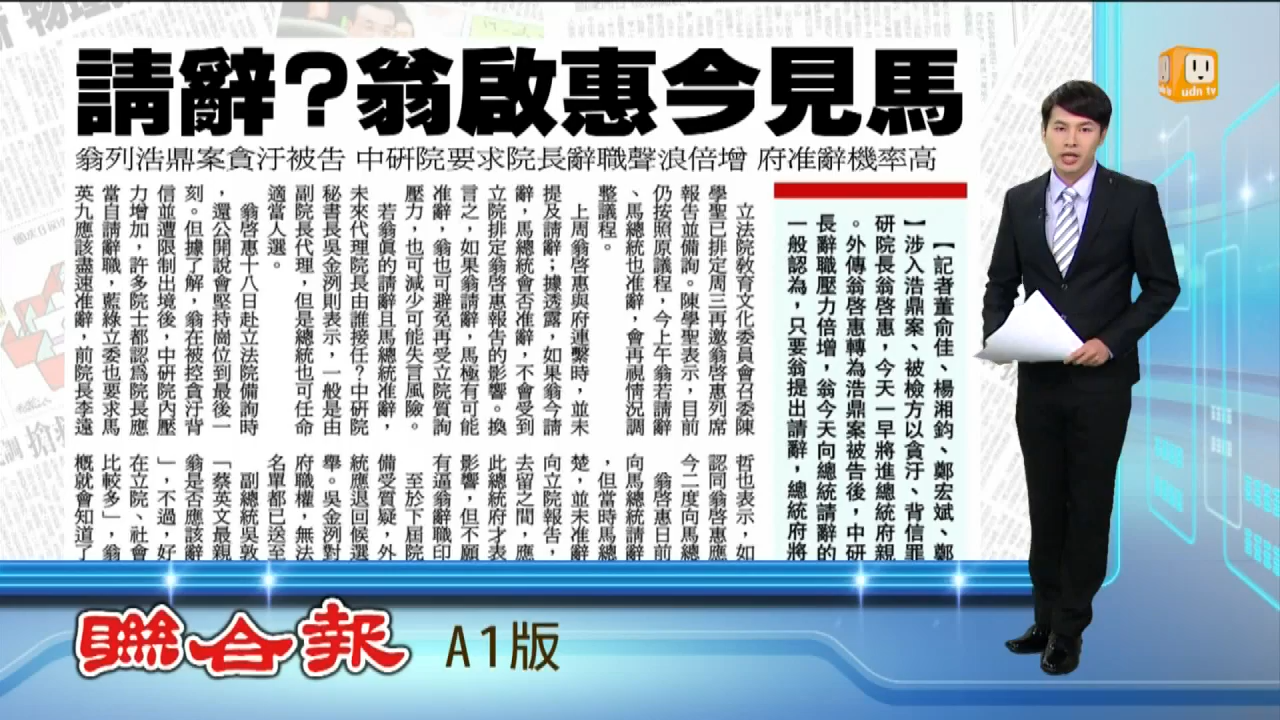 請辭?翁啟惠今見馬
翁列浩鼎案貪汙被告 中研院要求院長辭職聲浪倍增 府准辭機率高
【記者董俞佳、楊湘鈞、鄭宏斌、鄭
】涉入浩鼎案、被檢方以貪汙、背信罪
研院長翁啟惠，今天一早將進總統府親
。外傳翁啟惠轉為浩鼎案被告後，中研
長辭職壓力倍增，翁今天向總統請辭的
一般認為，只要翁提出請辭，總統府將
立法院教育文化委員會召委陳
學聖已排定周三再邀翁啓惠列席
報告並備詢。陳學聖表示，目前
仍按照原議程，今上午翁若請辭
、馬總統也准辭，會再視情況調
整議程。
上周翁啓惠與府連繫時，並未
提及請辭；據透露，如果翁今請
辭，馬總統會否准辭，不會受到
立院排定翁啓惠報告的影響。換
言之，如果翁請辭，馬極有可能
准辭，翁也可避免再受立院質詢
壓力，也可減少可能失言風險。
若翁眞的請辭且馬總統准辭，
未來代理院長由誰接任？中研院
秘書長吳金洌則表示，一般是由
副院長代理，但是總統也可任命
適當人選。
翁啓惠十八日赴立法院備詢時
，還公開說會堅持崗位到最後一
刻。但據了解，翁在被控貪汙背
信並遭限制出境後，中研院內壓
力增加，許多院士都認爲院長應
當自請辭職，藍綠立委也要求馬
英九應該盡速准辭，前院長李遠
哲也表示，如
認同翁啓惠應
今二度向馬總
翁啓惠日前
向馬總統請辭
，但當時馬總
楚，並未准辭
向立院報告，
去留之間，應
此總統府才表
影響，但不願
有逼翁辭職印
至於下屆院
備受質疑，外
統應退回候選
舉。吳金洌對
府職權，無法
名單都已送至
副總統吳敦
「蔡英文最親
翁是否應該辭
」，不過，好
在立院、社會
比較多」，翁
概就會知道了
聯合報 A1版
udn tv